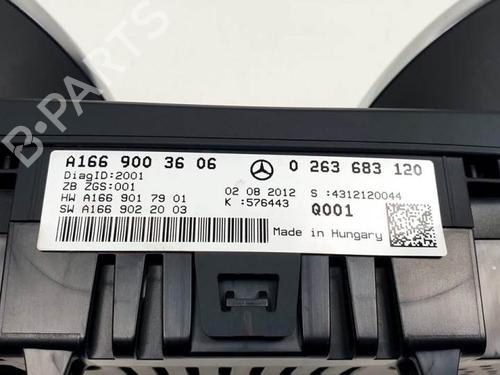 B-PARTS
A166 900 36 06
0 263 683 120
DiagID:2001
ZB ZGS:001
HW A166 901 79 01
SW A166 902 20 03
02 08 2012
K :576443
S :4312120044
Q001
Made in Hungary